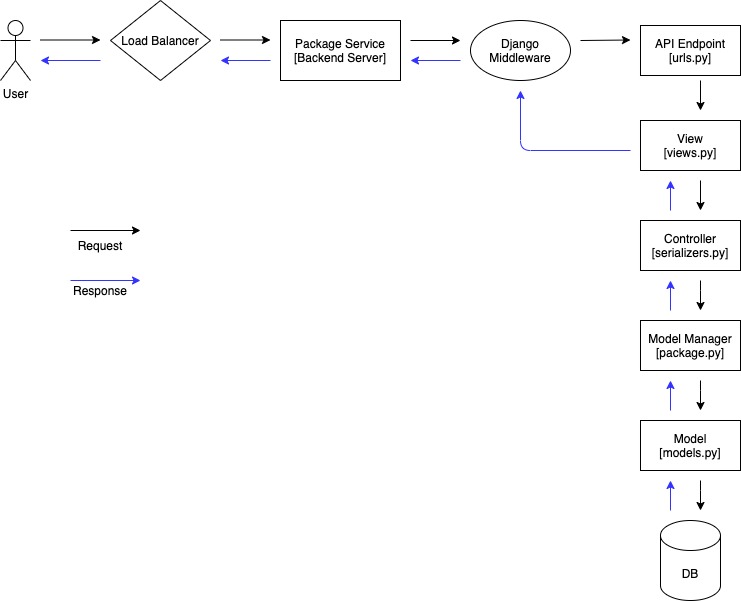 User
Load Balancer
Package Service
[Backend Server]
Django
Middleware
API Endpoint
[urls.py]
View
[views.py]
Controller
[serializers.py]
Model Manager
[package.py]
Model
[models.py]
DB
Request
Response